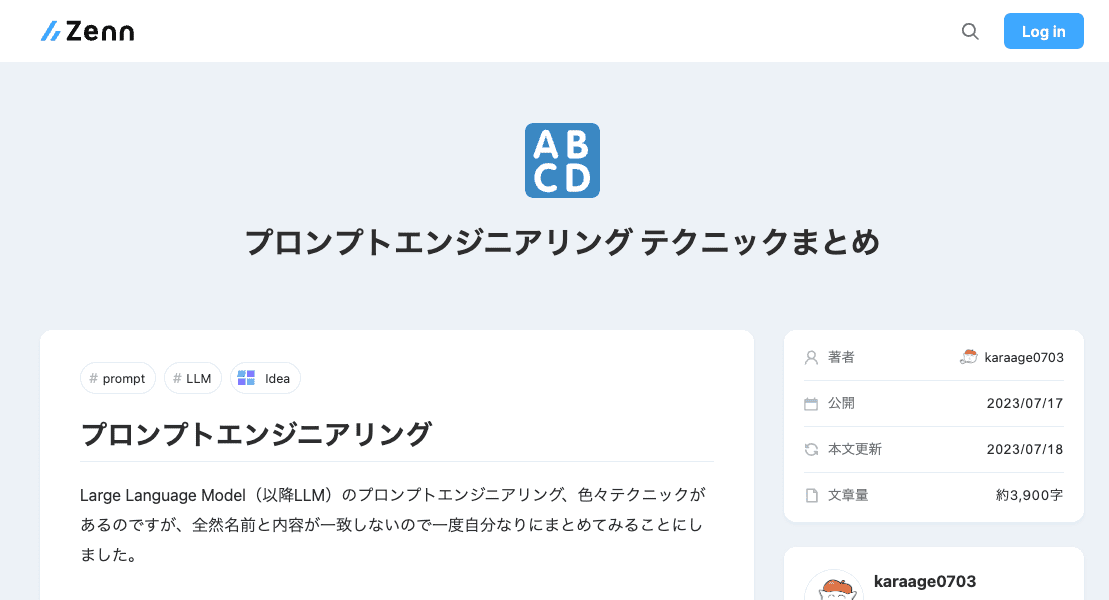 Zenn
Log in
AB
CD
プロンプトエンジニアリング テクニックまとめ
# prompt
# LLM
Idea
プロンプトエンジニアリング
Large Language Model（以降LLM）のプロンプトエンジニアリング、色々テクニックが
あるのですが、全然名前と内容が一致しないので一度自分なりにまとめてみることにし
ました。
著者 karaage0703
公開 2023/07/17
本文更新 2023/07/18
文章量 約3,900字
karaage0703